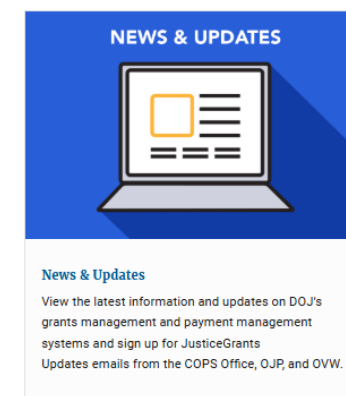 NEWS & UPDATES
News & Updates
View the latest information and updates on DOJ's
grants management and payment management
systems and sign up for JusticeGrants
Updates emails from the COPS Office, OJP, and OVW.